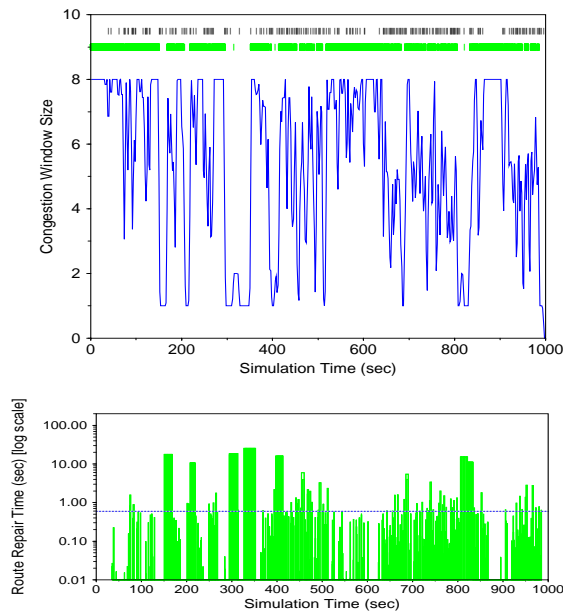 10
8
6
4
2
0
Congestion Window Size
0 200 400 600 800 1000
Simulation Time (sec)
Route Repair Time (sec) [log scale]
100.00
10.00
1.00
0.10
0.01
0 100 200 300 400 500 600 700 800 900 1000
Simulation Time (sec)